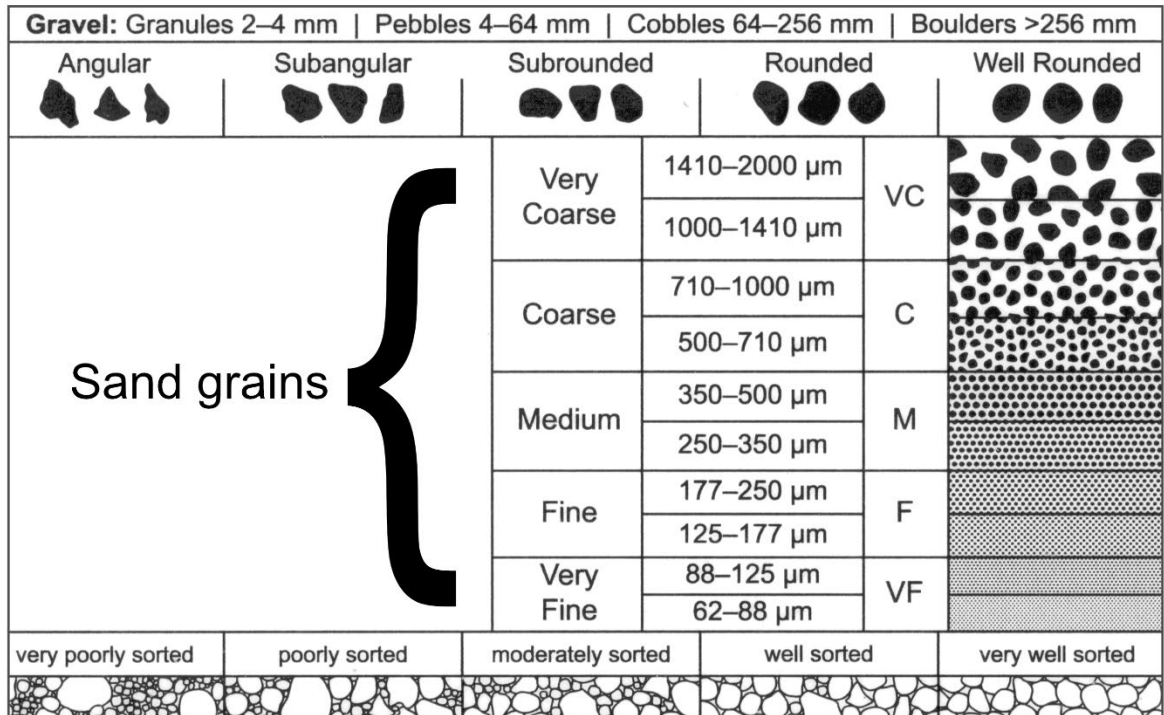 Gravel: Granules 2–4 mm | Pebbles 4–64 mm | Cobbles 64–256 mm | Boulders >256 mm
Angular
Subangular
Subrounded
Rounded
Well Rounded
Sand grains
Very
Coarse
1410–2000 µm
1000–1410 µm
VC
Coarse
710–1000 µm
500–710 µm
C
Medium
350–500 µm
250–350 µm
M
Fine
177–250 µm
125–177 µm
F
Very
Fine
88–125 µm
62–88 µm
VF
very poorly sorted
poorly sorted
moderately sorted
well sorted
very well sorted